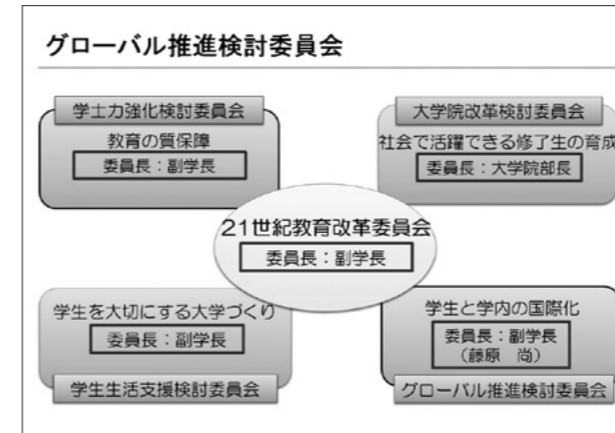 グローバル推進検討委員会
学士力強化検討委員会
教育の質保障
委員長：副学長
大学院改革検討委員会
社会で活躍できる修了生の育成
委員長：大学院部長
21世紀教育改革委員会
委員長：副学長
学生を大切にする大学づくり
委員長：副学長
学生生活支援検討委員会
学生と学内の国際化
委員長：副学長
（藤原　尚）
グローバル推進検討委員会